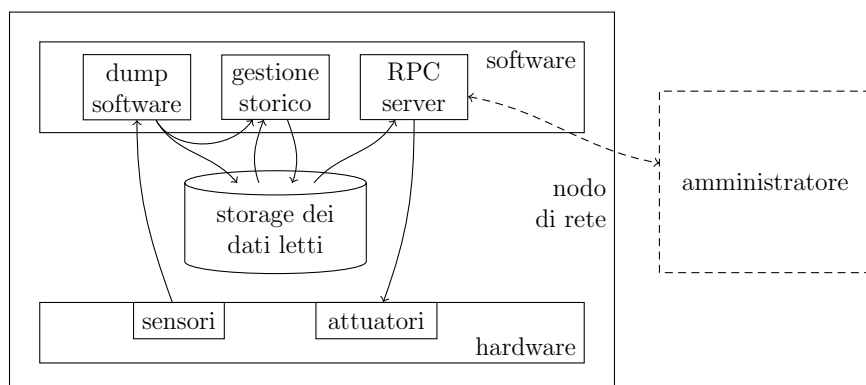 dump
software
gestione
storico
RPC
server
software
amministratore
nodo
di rete
storage dei
dati letti
sensori
attuatori
hardware